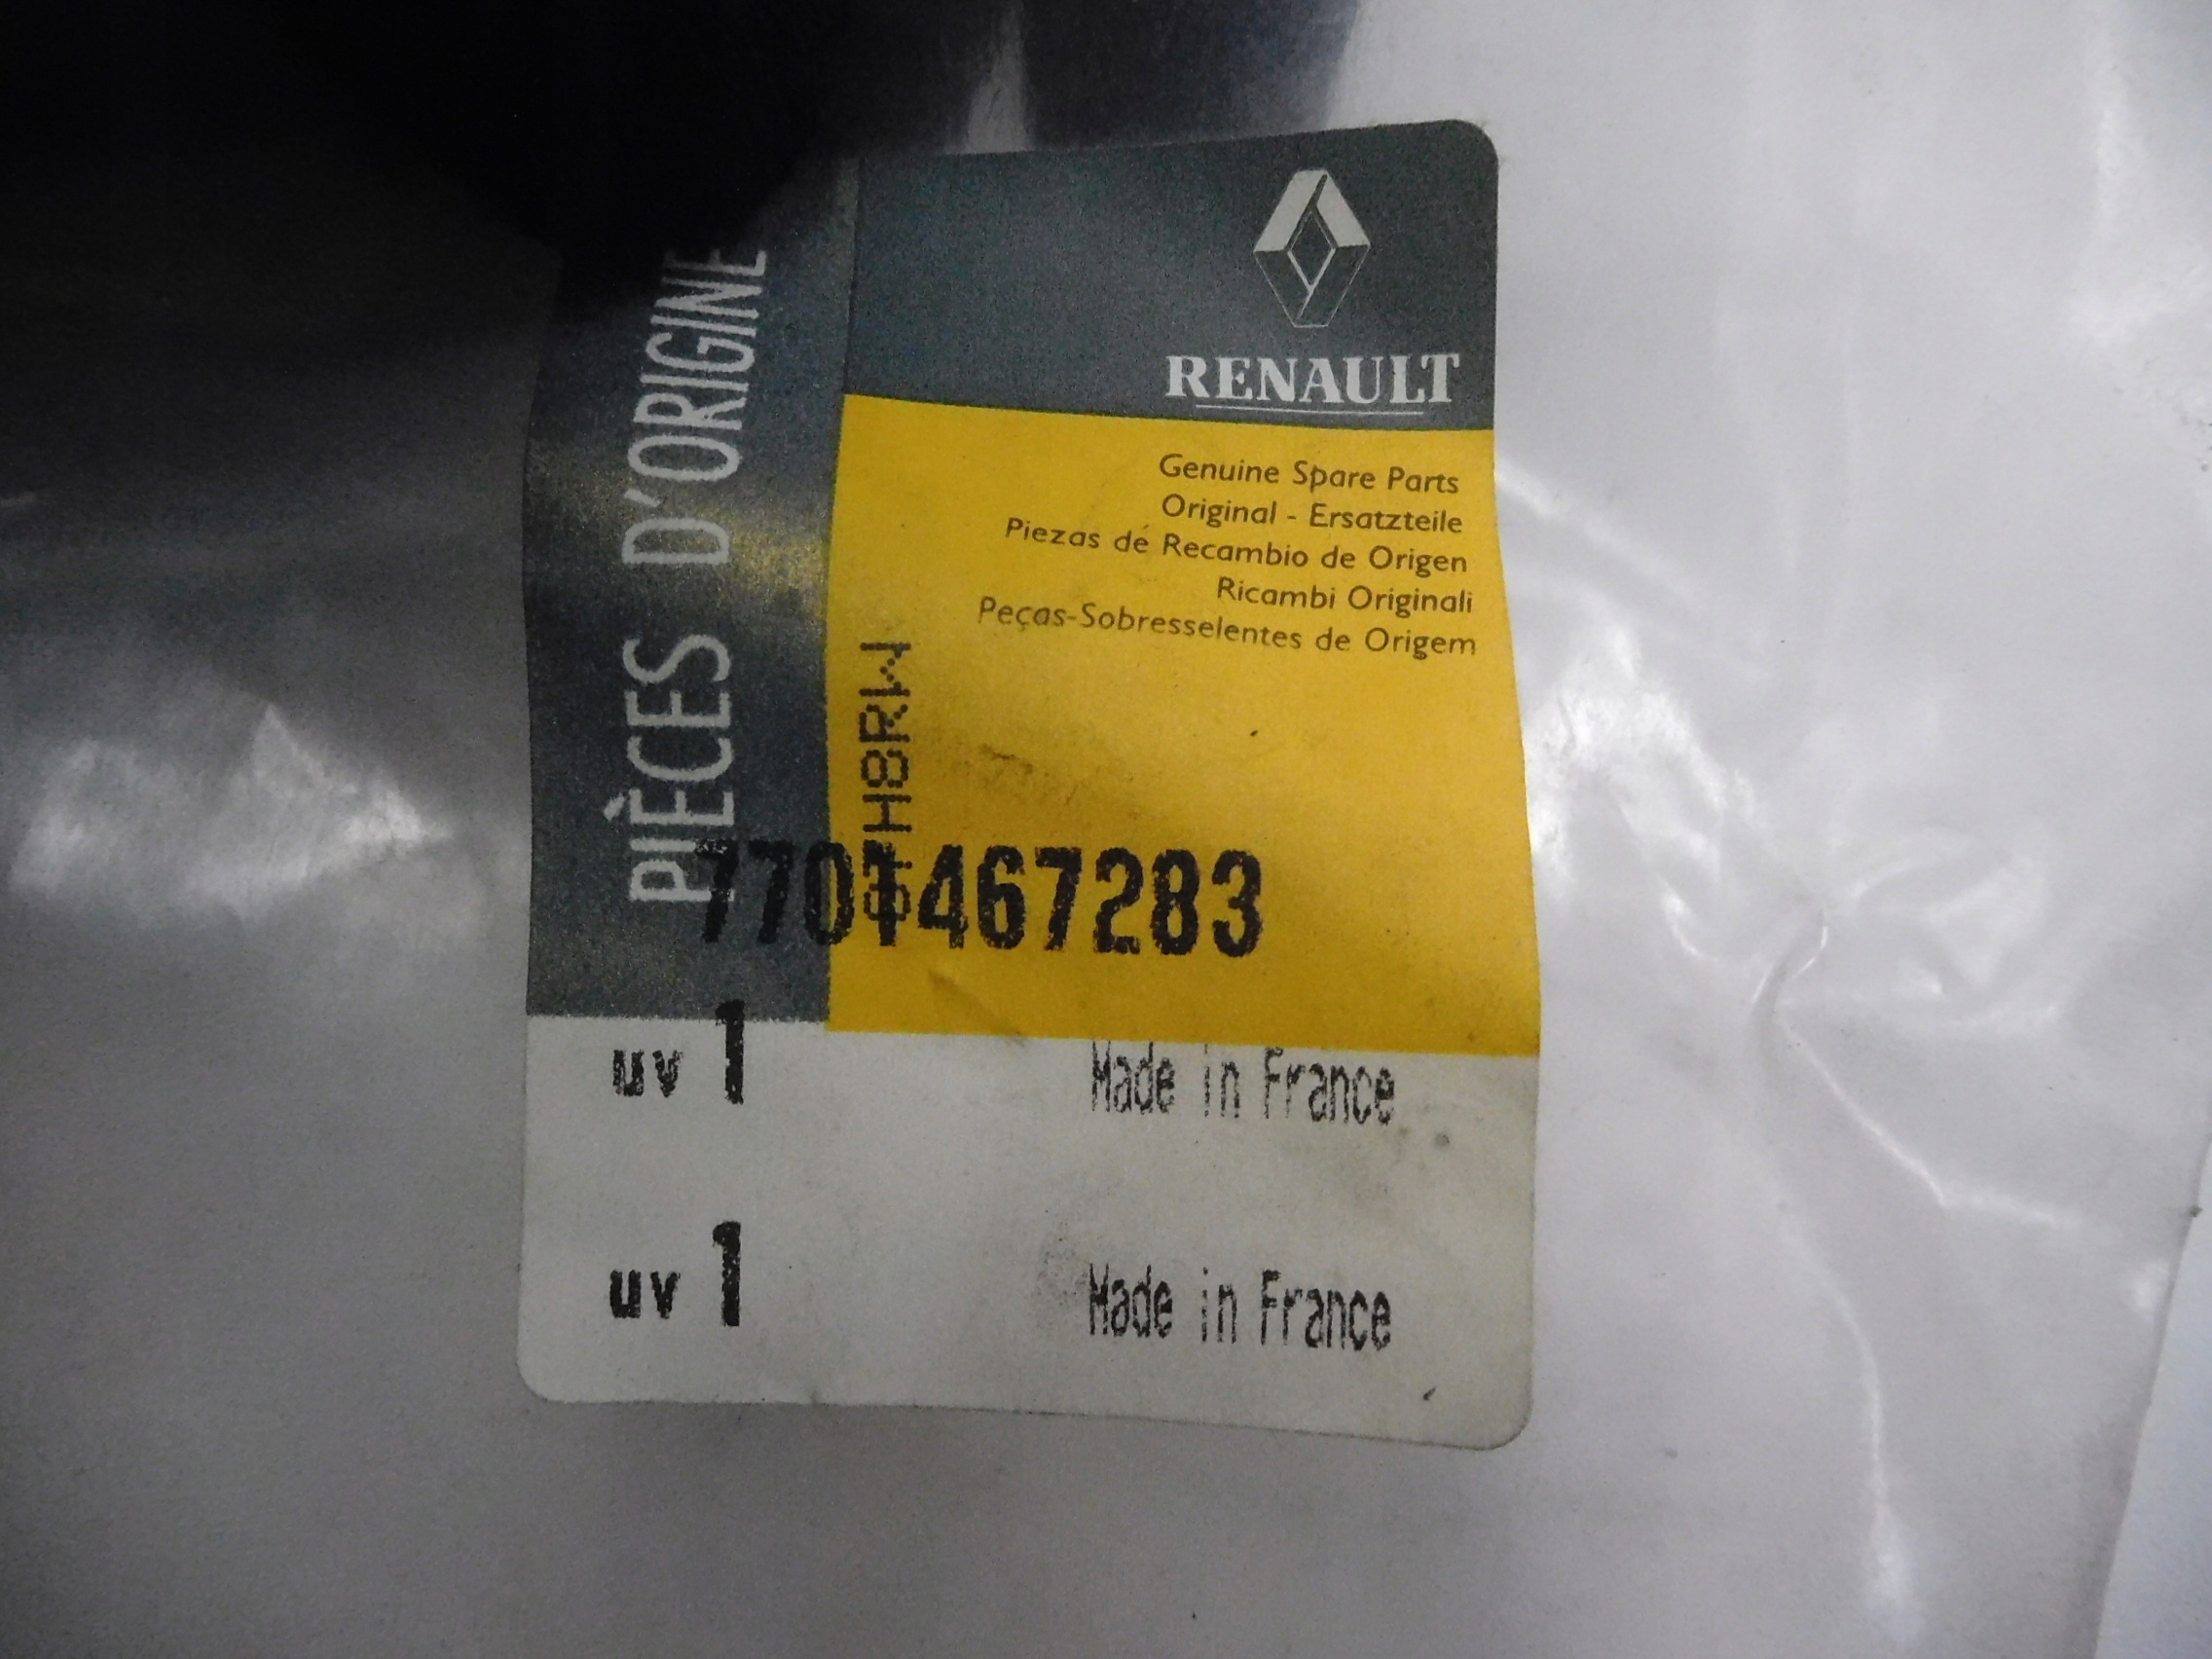 PIÈCES D'ORIGINE
RENAULT
Genuine Spare Parts
Original - Ersatzteile
Piezas de Recambio de Origen
Ricambi Originali
Peças-Sobresselentes de Origem
7701467283
uv 1 Made in France
uv 1 Made in France